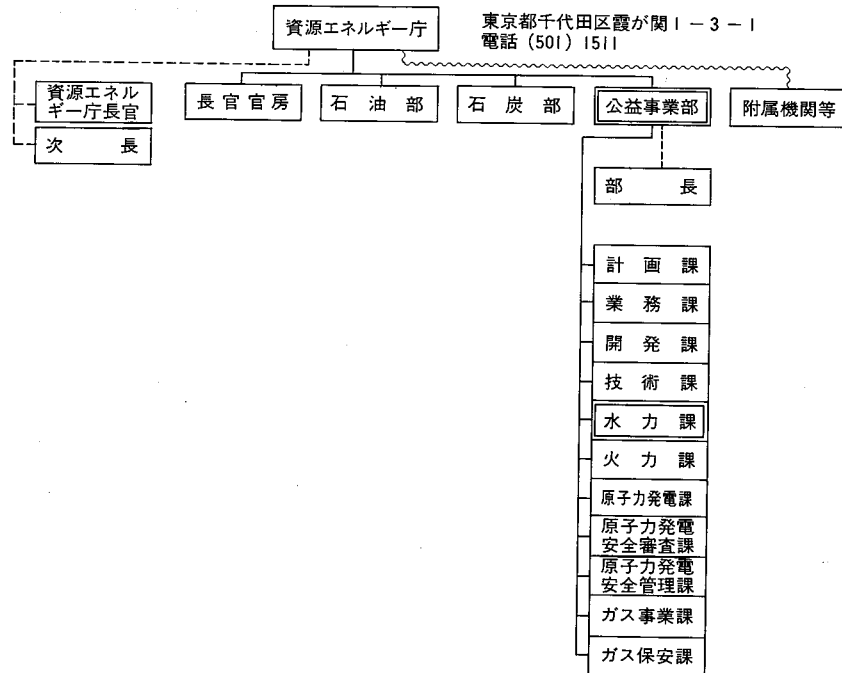 資源エネルギー庁
東京都千代田区霞が関1-3-1
電話 (501) 1511
資源エネル
ギー庁長官
次長
長官官房
石油部
石炭部
公益事業部
附属機関等
部長
計画課
業務課
開発課
技術課
水力課
火力課
原子力発電課
原子力発電
安全審査課
原子力発電
安全管理課
ガス事業課
ガス保安課